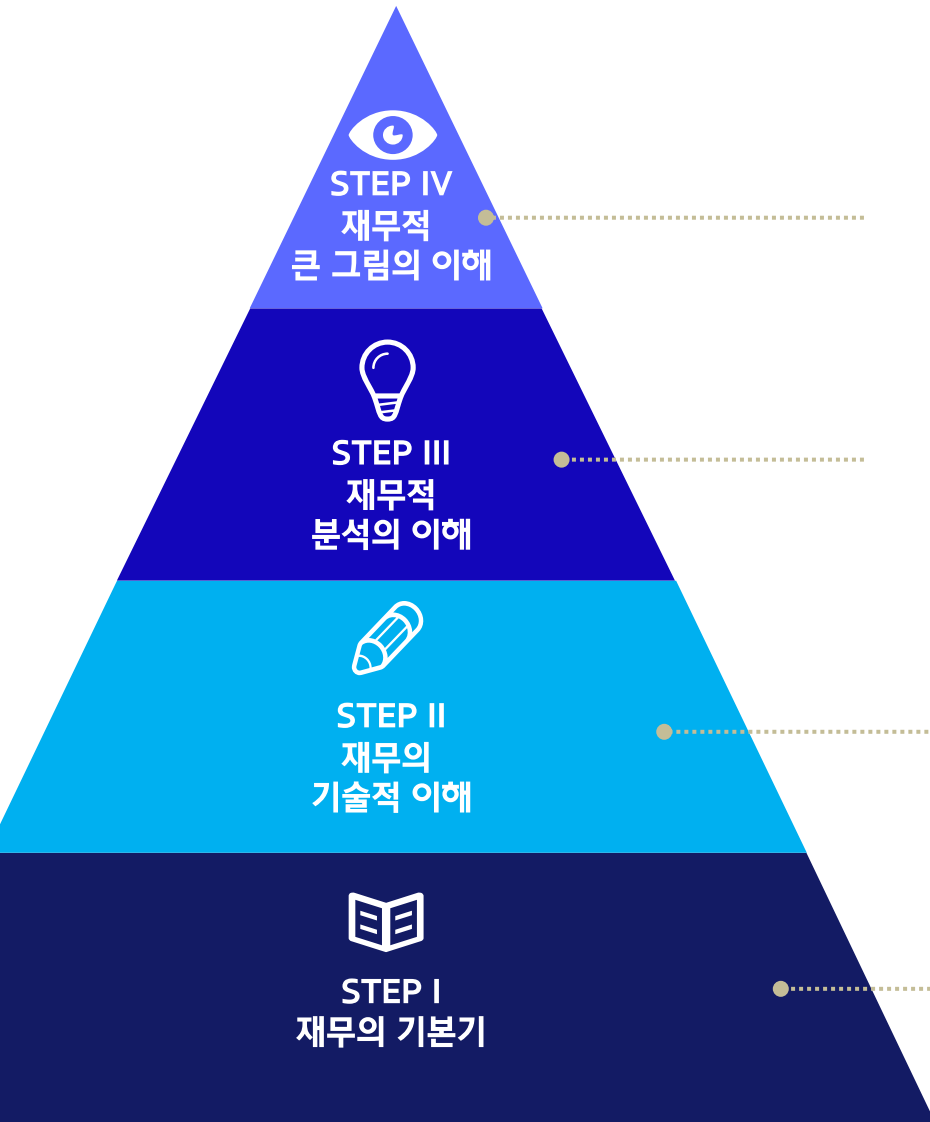 STEP IV
재무적
큰 그림의 이해
STEP III
재무적
분석의 이해
STEP II
재무의
기술적 이해
STEP I
재무의 기본기